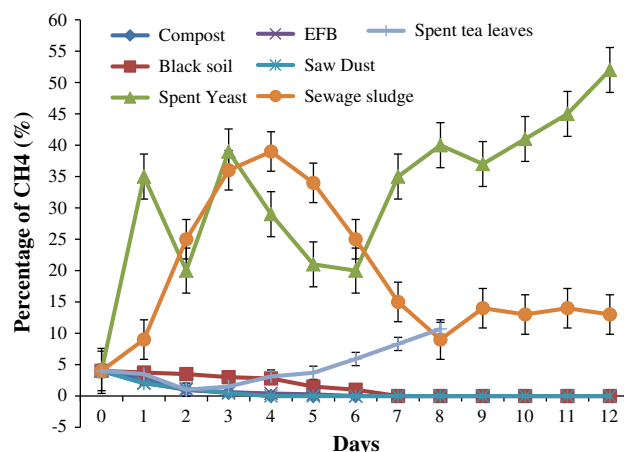 Compost
EFB
Spent tea leaves
Black soil
Saw Dust
Spent Yeast
Sewage sludge
Percentage of CH4 (%)
60
55
50
45
40
35
30
25
20
15
10
5
0
-5
0 1 2 3 4 5 6 7 8 9 10 11 12
Days